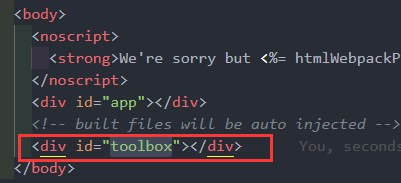 <body>
<noscript>
<strong>We're sorry but <%= htmlWebpackP
</noscript>
<div id="app"></div>
<!-- built files will be auto injected -->
<div id="toolbox"></div> You, seconds
</body>